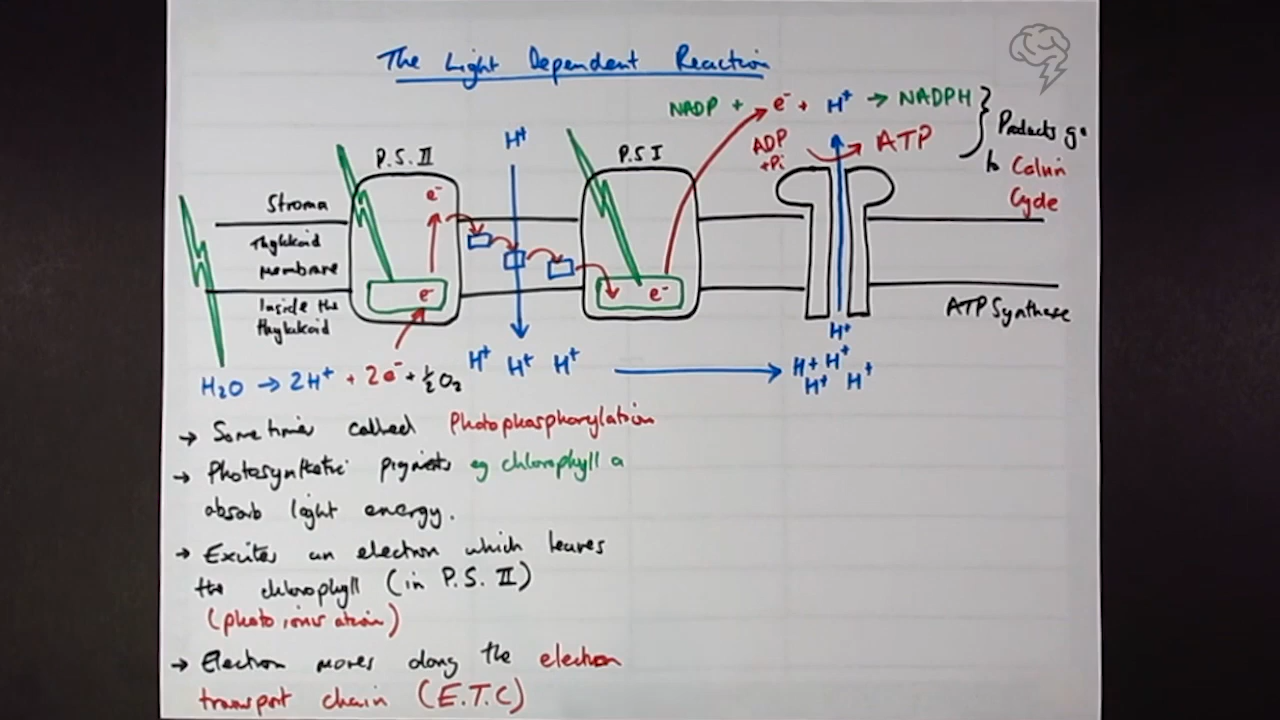 The Light Dependent Reaction
NADP + e⁻ + H⁺ → NADPH
ADP
+Pi
ATP
Products go
to Calvin
Cycle
H⁺
P.S. II
P.S I
e⁻
Stroma
Thylakoid
membrane
Inside the
thylakoid
e⁻
e⁻
ATP Synthase
H⁺
H₂O → 2H⁺ + 2e⁻ + ½O₂
H⁺ H⁺ H⁺
H+ H⁺
H⁺ H⁺
→ Sometimes called Photophosphorylation
→ Photosynthetic pigments eg chlorophyll a
absorb light energy.
→ Excites an electron which leaves
the chlorophyll (in P.S. II)
(photoionisation)
→ Electron moves along the electron
transport chain (E.T.C)